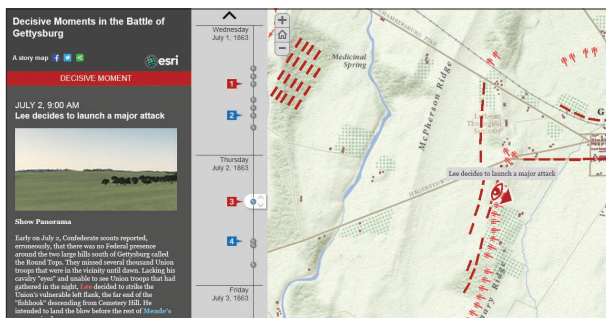 Decisive Moments in the Battle of
Gettysburg
A story map
esri
DECISIVE MOMENT
JULY 2, 9:00 AM
Lee decides to launch a major attack
Show Panorama
Early on July 2, Confederate scouts reported,
erroneously, that there was no Federal presence
around the two large hills south of Gettysburg called
the Round Tops. They missed several thousand Union
troops that were in the vicinity until dawn. Lacking his
cavalry "eyes" and unable to see Union troops that had
gathered in the night, Lee decided to strike the
Union's vulnerable left flank, the far end of the
"fishhook" descending from Cemetery Hill. He
intended to land the blow before the rest of Meade's
Wednesday
July 1, 1863
1
2
Thursday
July 2, 1863
3
4
Friday
July 3, 1863
CHAMBERSBURG PIKE
Medicinal
Spring
McPherson Ridge
Theological
Seminary
G
HAGERSTOWN
Lee decides to launch a major attack
Ridge